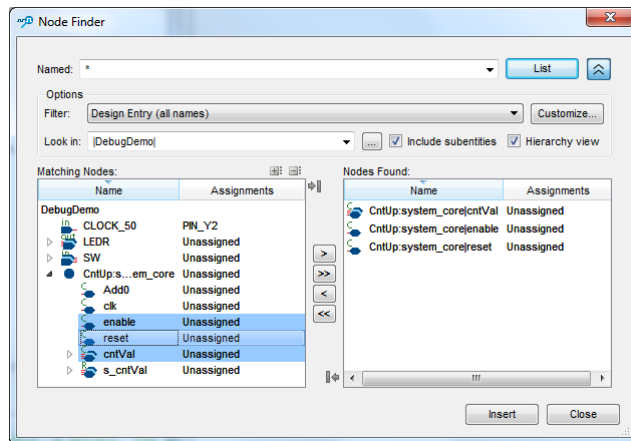 Node Finder
Named: * List
Options
Filter: Design Entry (all names) Customize...
Look in: |DebugDemo| ... Include subentities Hierarchy view
Matching Nodes: Nodes Found:
Name Assignments Name Assignments
DebugDemo CntUp:system_core|cntVal Unassigned
CLOCK_50 PIN_Y2 CntUp:system_core|enable Unassigned
LEDR Unassigned CntUp:system_core|reset Unassigned
SW Unassigned
CntUp:s...em_core Unassigned
Add0 Unassigned
clk Unassigned
enable Unassigned
reset Unassigned
cntVal Unassigned
s_cntVal Unassigned
>
>>
<
<<
Insert Close